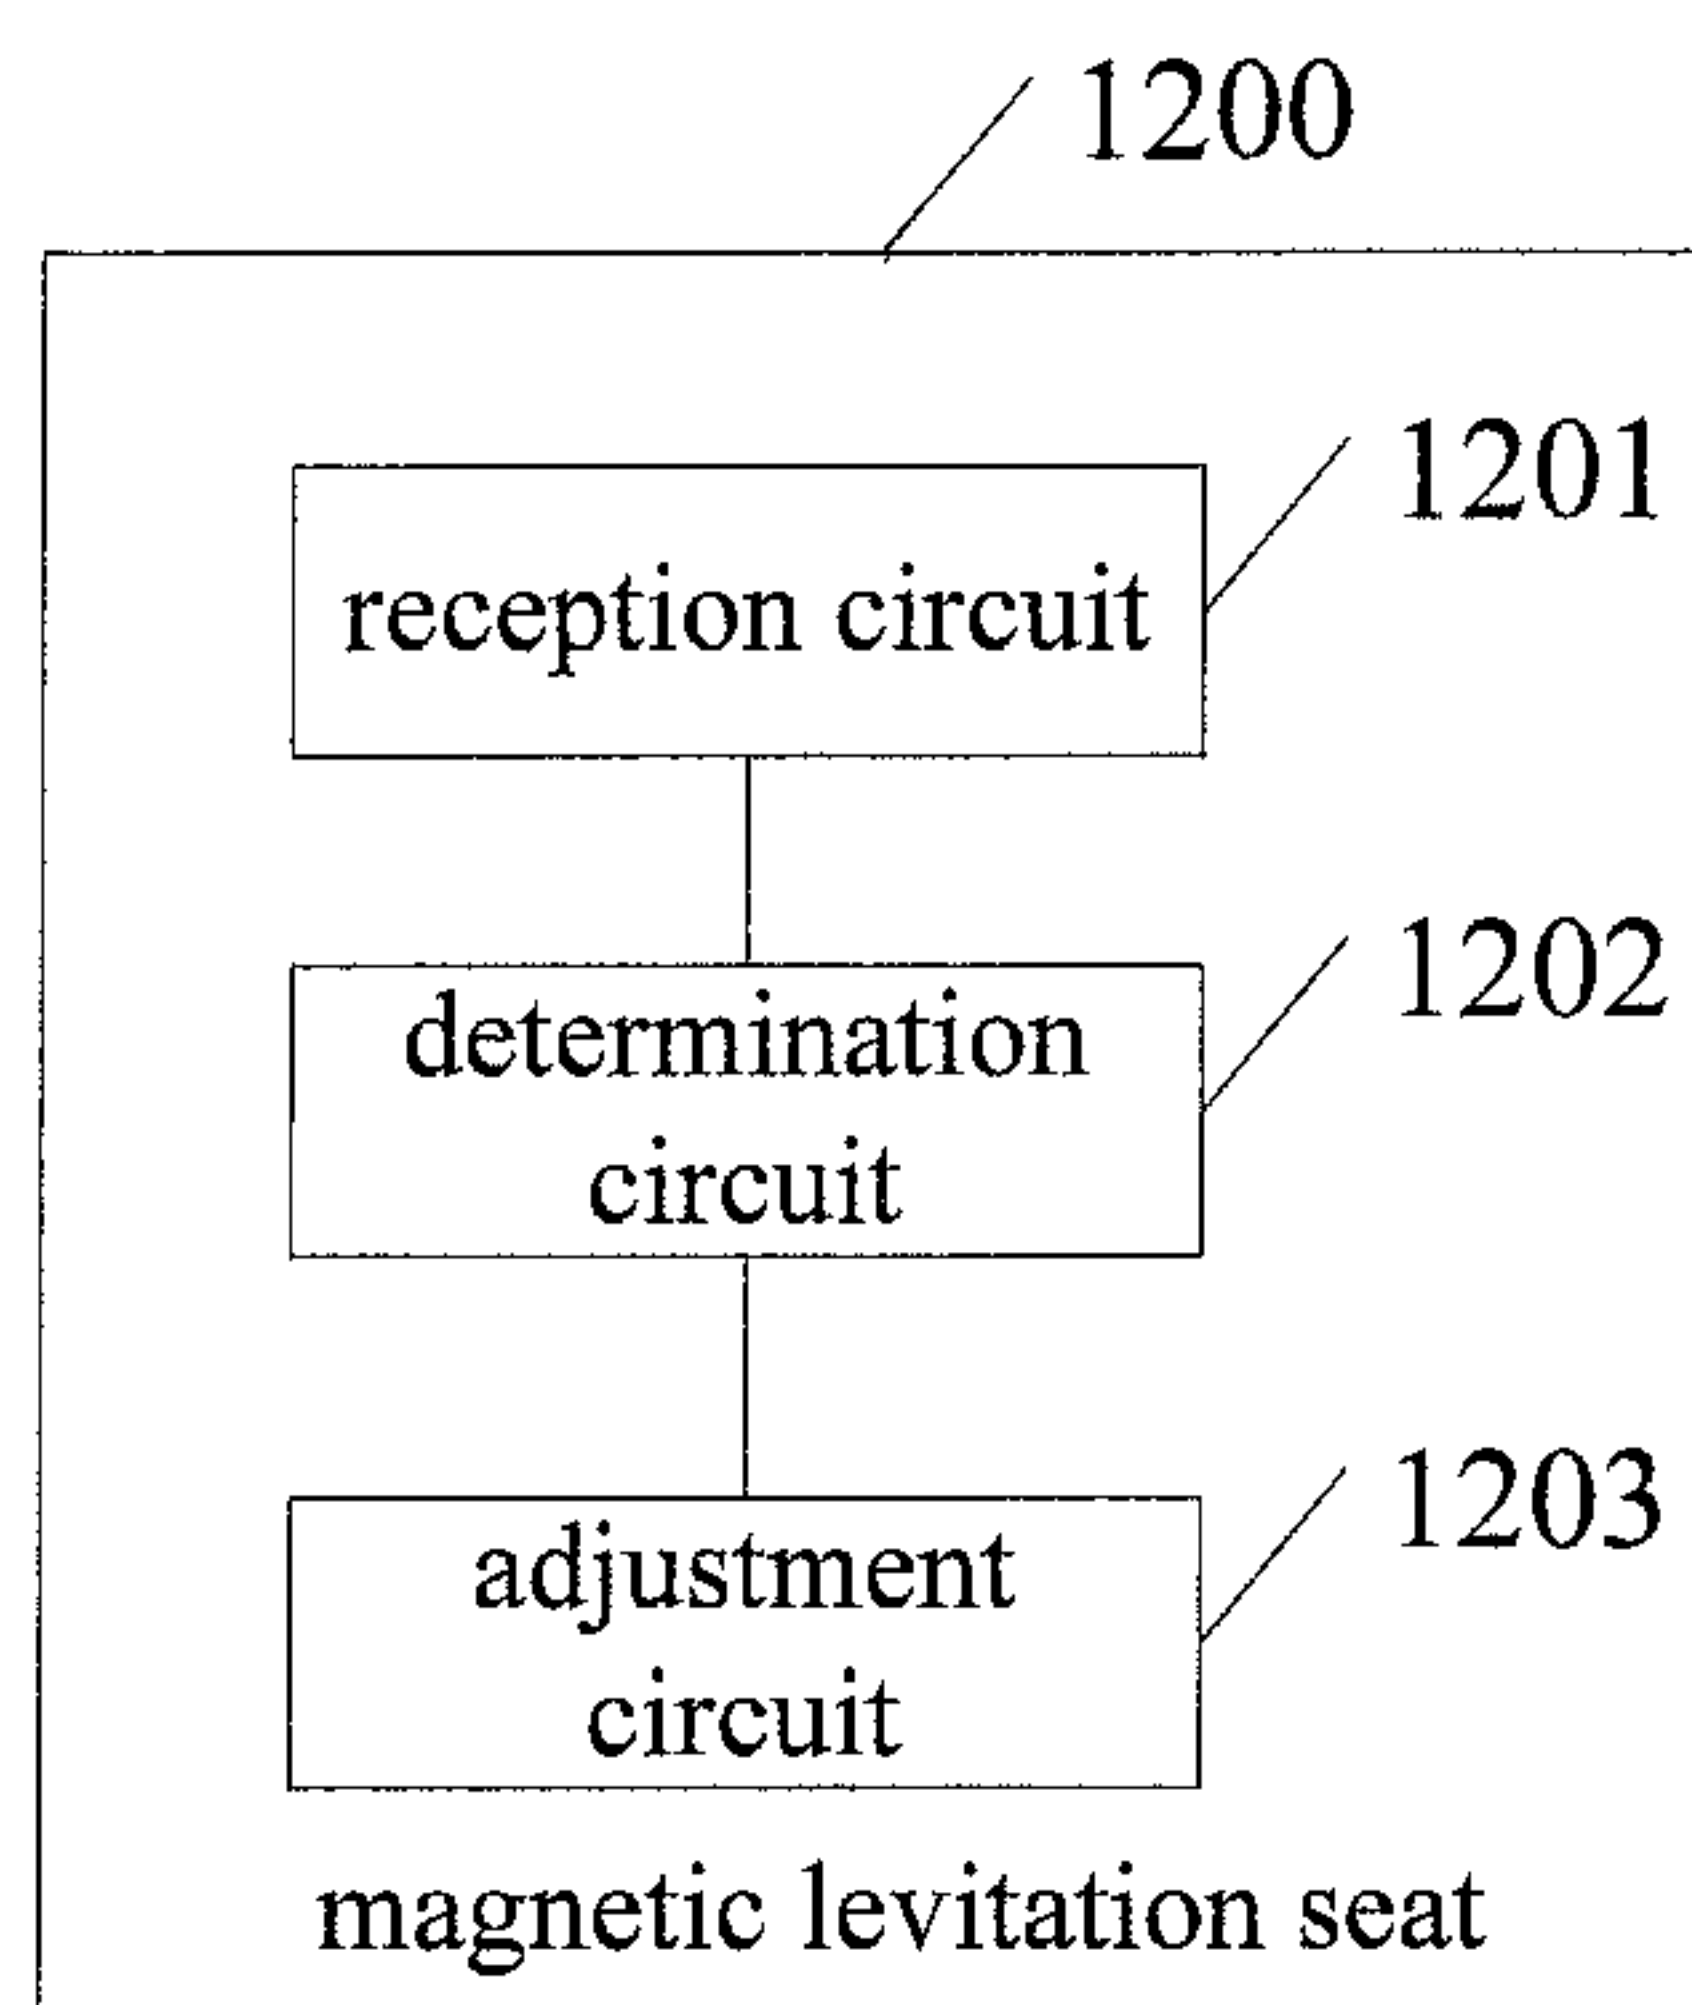 1200
1201
reception circuit
1202
determination
circuit
1203
adjustment
circuit
magnetic levitation seat